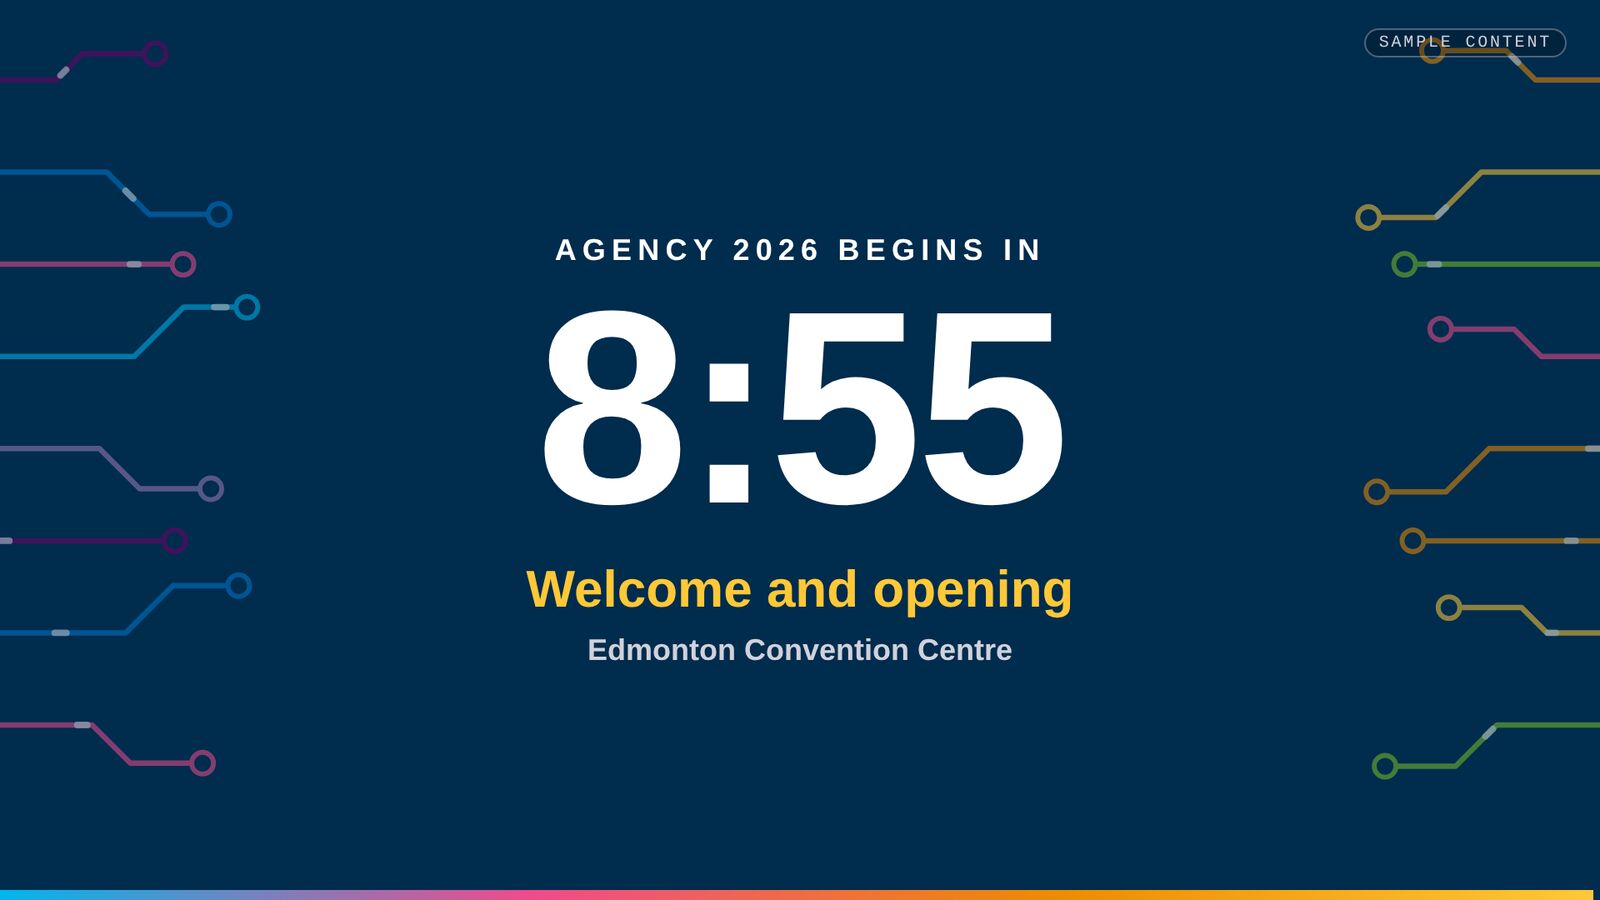 SAMPLE CONTENT
AGENCY 2026 BEGINS IN
8:55
Welcome and opening
Edmonton Convention Centre